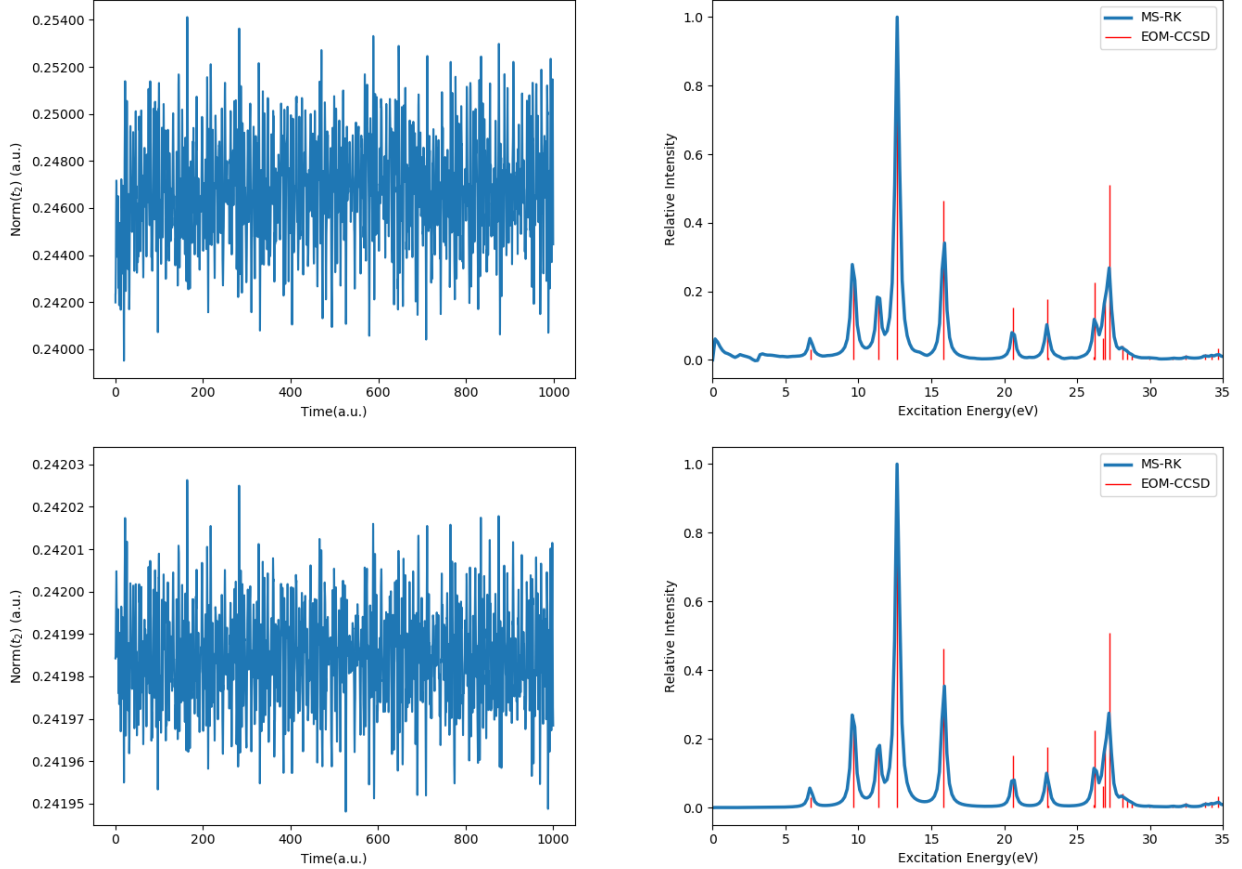 0.25400
0.25200
0.25000
0.24800
0.24600
0.24400
0.24200
0.24000
Norm(t₂) (a.u.)
0 200 400 600 800 1000
Time(a.u.)
MS-RK
EOM-CCSD
1.0
0.8
0.6
0.4
0.2
0.0
Relative Intensity
0 5 10 15 20 25 30 35
Excitation Energy(eV)
0.24203
0.24202
0.24201
0.24200
0.24199
0.24198
0.24197
0.24196
0.24195
Norm(t₂) (a.u.)
0 200 400 600 800 1000
Time(a.u.)
MS-RK
EOM-CCSD
1.0
0.8
0.6
0.4
0.2
0.0
Relative Intensity
0 5 10 15 20 25 30 35
Excitation Energy(eV)